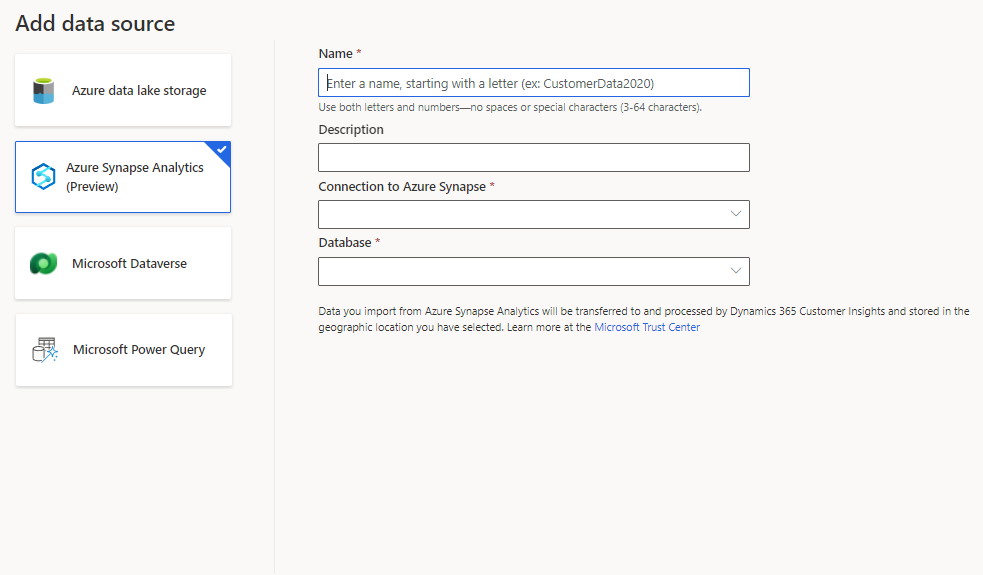 Add data source
Azure data lake storage
Azure Synapse Analytics
(Preview)
Microsoft Dataverse
Microsoft Power Query
Name *
Enter a name, starting with a letter (ex: CustomerData2020)
Use both letters and numbers—no spaces or special characters (3-64 characters).
Description
Connection to Azure Synapse *
Database *
Data you import from Azure Synapse Analytics will be transferred to and processed by Dynamics 365 Customer Insights and stored in the
geographic location you have selected. Learn more at the Microsoft Trust Center